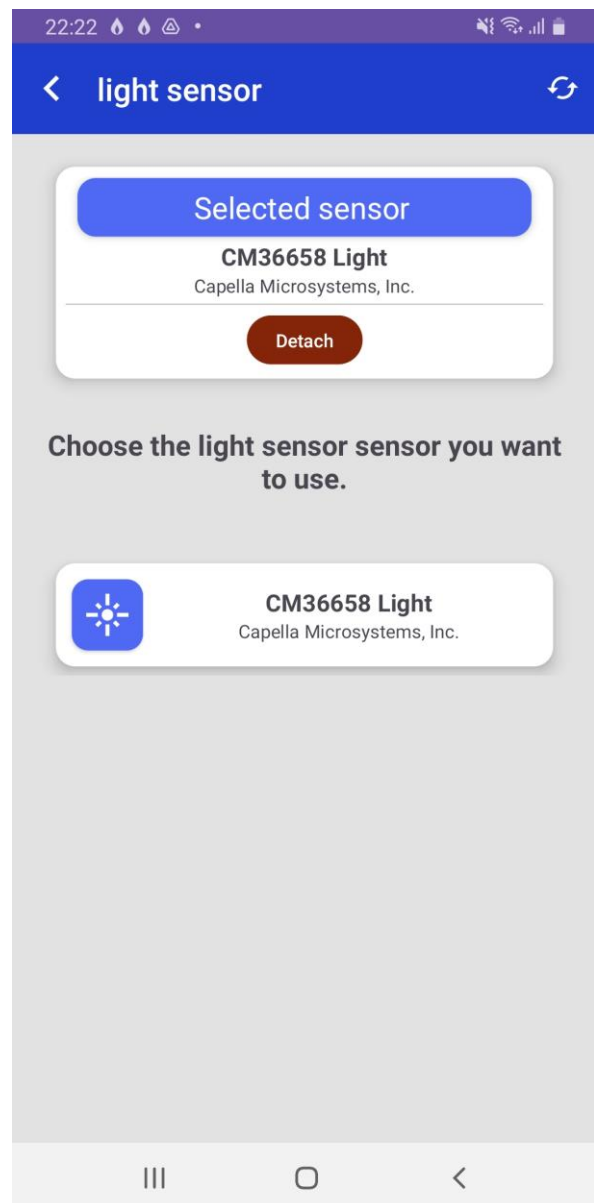 22:22
light sensor
Selected sensor
CM36658 Light
Capella Microsystems, Inc.
Detach
Choose the light sensor sensor you want
to use.
CM36658 Light
Capella Microsystems, Inc.